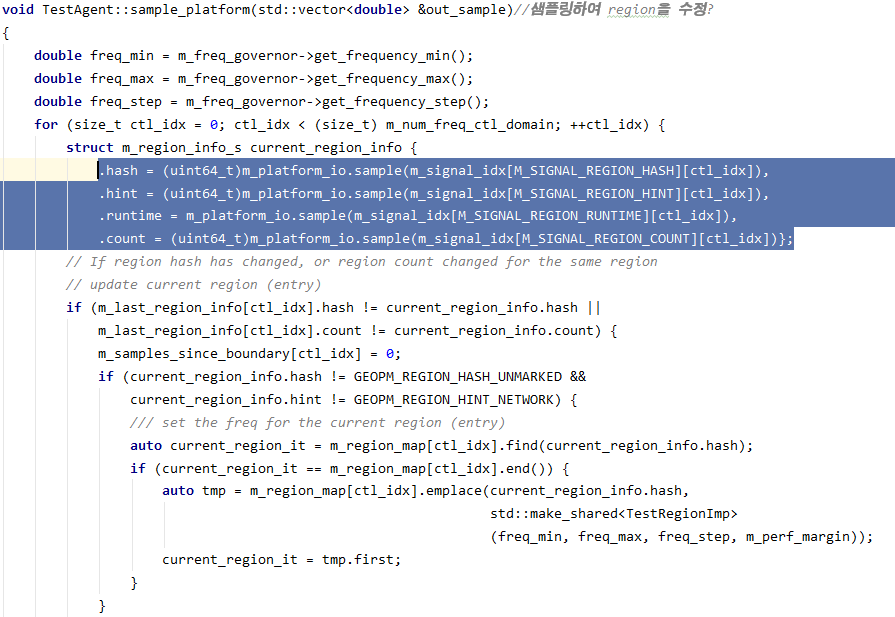 void TestAgent::sample_platform(std::vector<double> &out_sample)//샘플링하여 region을 수정?
{
    double freq_min = m_freq_governor->get_frequency_min();
    double freq_max = m_freq_governor->get_frequency_max();
    double freq_step = m_freq_governor->get_frequency_step();
    for (size_t ctl_idx = 0; ctl_idx < (size_t) m_num_freq_ctl_domain; ++ctl_idx) {
        struct m_region_info_s current_region_info {
            .hash = (uint64_t)m_platform_io.sample(m_signal_idx[M_SIGNAL_REGION_HASH][ctl_idx]),
            .hint = (uint64_t)m_platform_io.sample(m_signal_idx[M_SIGNAL_REGION_HINT][ctl_idx]),
            .runtime = m_platform_io.sample(m_signal_idx[M_SIGNAL_REGION_RUNTIME][ctl_idx]),
            .count = (uint64_t)m_platform_io.sample(m_signal_idx[M_SIGNAL_REGION_COUNT][ctl_idx])};
        // If region hash has changed, or region count changed for the same region
        // update current region (entry)
        if (m_last_region_info[ctl_idx].hash != current_region_info.hash ||
            m_last_region_info[ctl_idx].count != current_region_info.count) {
            m_samples_since_boundary[ctl_idx] = 0;
            if (current_region_info.hash != GEOPM_REGION_HASH_UNMARKED &&
                current_region_info.hint != GEOPM_REGION_HINT_NETWORK) {
                /// set the freq for the current region (entry)
                auto current_region_it = m_region_map[ctl_idx].find(current_region_info.hash);
                if (current_region_it == m_region_map[ctl_idx].end()) {
                    auto tmp = m_region_map[ctl_idx].emplace(current_region_info.hash,
                                                             std::make_shared<TestRegionImp>
                                                             (freq_min, freq_max, freq_step, m_perf_margin));
                    current_region_it = tmp.first;
                }
            }